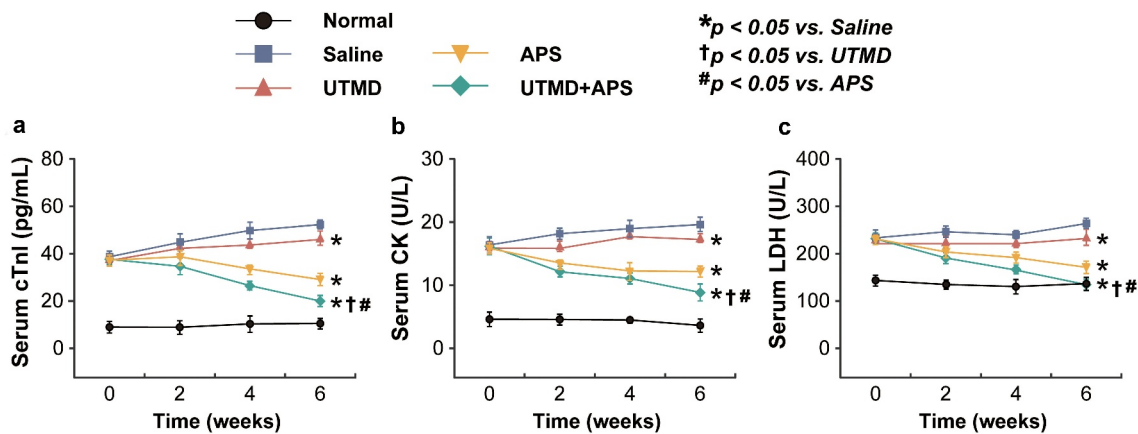 Normal
Saline
UTMD
APS
UTMD+APS
*p < 0.05 vs. Saline
†p < 0.05 vs. UTMD
#p < 0.05 vs. APS
a
Serum cTnI (pg/mL)
80
60
40
20
0
0 2 4 6
Time (weeks)
*
*
*†#
b
Serum CK (U/L)
30
20
10
0
0 2 4 6
Time (weeks)
*
*
*†#
c
Serum LDH (U/L)
400
300
200
100
0
0 2 4 6
Time (weeks)
*
*
*†#